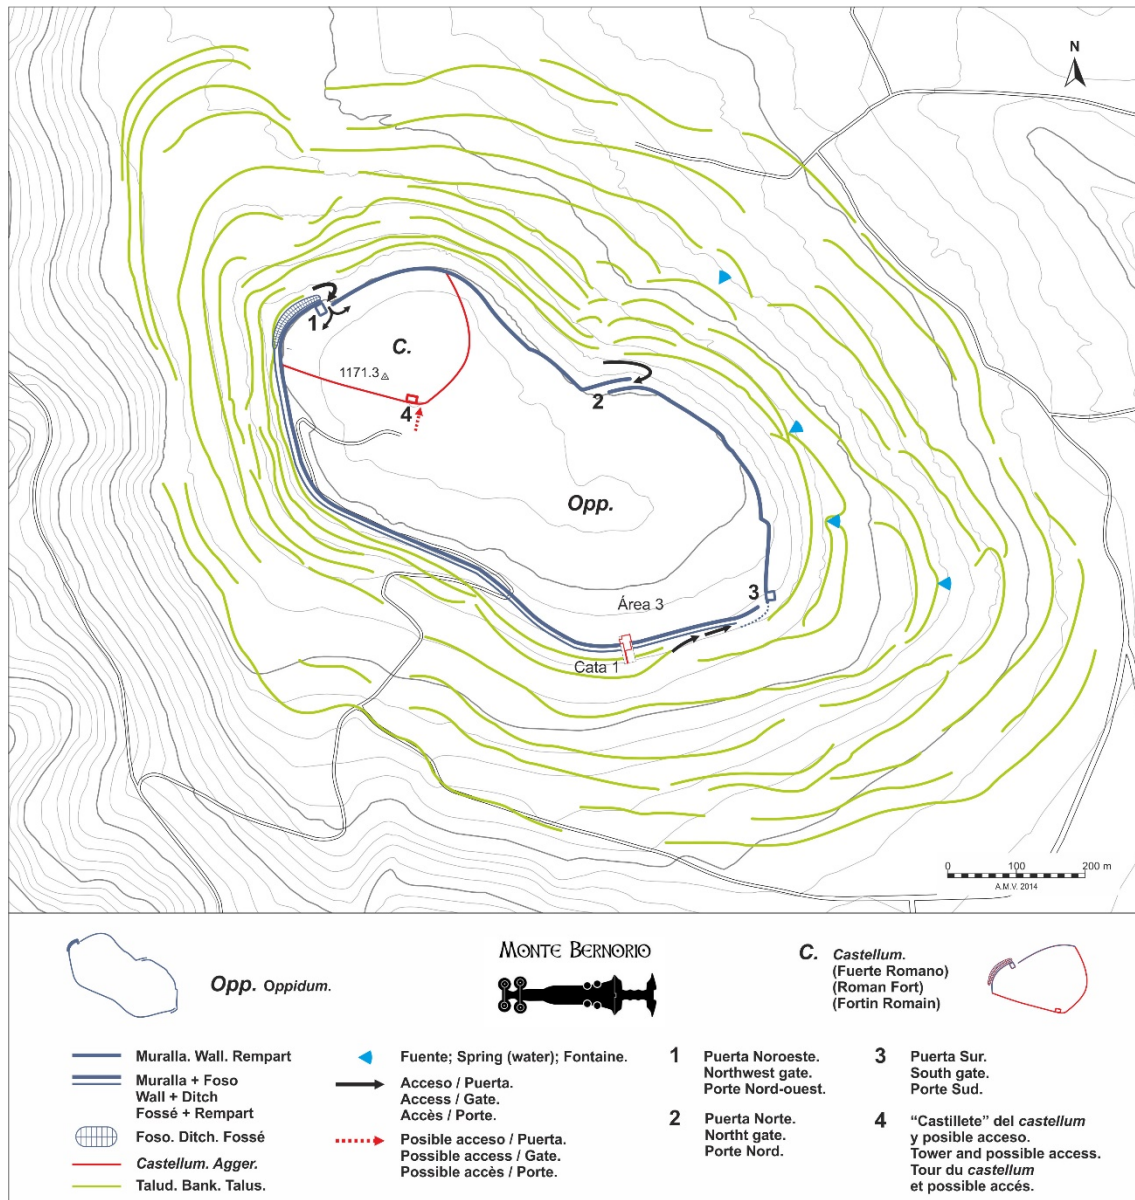 N
1
C.
1171.3
4
2
Opp.
3
Área 3
Cata 1
0 100 200 m
A.M.V. 2014
Opp. Oppidum.
MONTE BERNORIO
C. Castellum.
(Fuerte Romano)
(Roman Fort)
(Fortin Romain)
Muralla. Wall. Rempart
Muralla + Foso
Wall + Ditch
Fossé + Rempart
Foso. Ditch. Fossé
Castellum. Agger.
Talud. Bank. Talus.
Fuente; Spring (water); Fontaine.
Acceso / Puerta.
Access / Gate.
Accès / Porte.
Posible acceso / Puerta.
Possible access / Gate.
Possible accès / Porte.
1 Puerta Noroeste.
Northwest gate.
Porte Nord-ouest.
2 Puerta Norte.
Northt gate.
Porte Nord.
3 Puerta Sur.
South gate.
Porte Sud.
4 “Castillete” del castellum
y posible acceso.
Tower and possible access.
Tour du castellum
et possible accés.